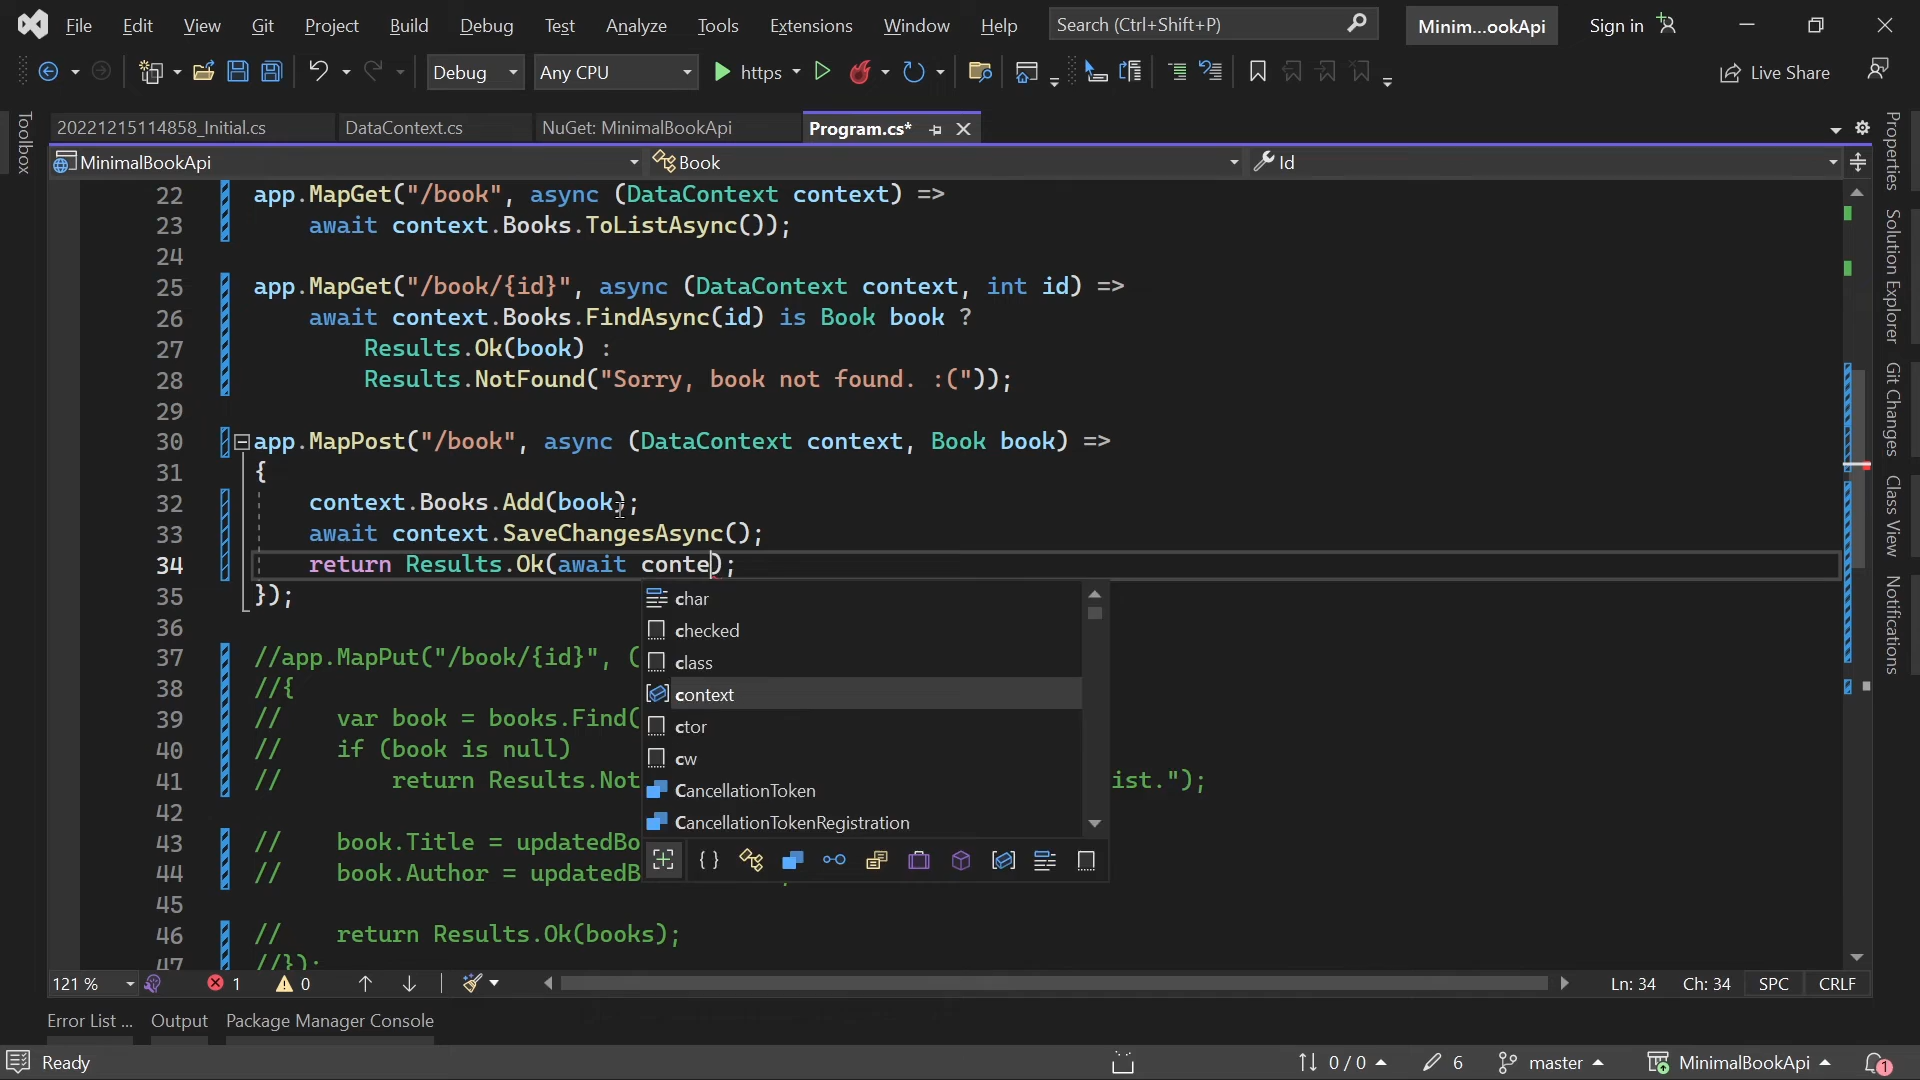 File Edit View Git Project Build Debug Test Analyze Tools Extensions Window Help Search (Ctrl+Shift+P) Minim...ookApi Sign in
Debug Any CPU https Live Share
Toolbox
20221215114858_Initial.cs DataContext.cs NuGet: MinimalBookApi Program.cs*
MinimalBookApi Book Id
22 app.MapGet("/book", async (DataContext context) =>
23 await context.Books.ToListAsync());
24
25 app.MapGet("/book/{id}", async (DataContext context, int id) =>
26 await context.Books.FindAsync(id) is Book book ?
27 Results.Ok(book) :
28 Results.NotFound("Sorry, book not found. :("));
29
30 app.MapPost("/book", async (DataContext context, Book book) =>
31 {
32 context.Books.Add(book);
33 await context.SaveChangesAsync();
34 return Results.Ok(await conte);
35 });
36
37 //app.MapPut("/book/{id}", (
38 //{
39 // var book = books.Find(
40 // if (book is null)
41 // return Results.Not ist.");
42
43 // book.Title = updatedBo
44 // book.Author = updatedB
45
46 // return Results.Ok(books);
47 //});
char
checked
class
context
ctor
cw
CancellationToken
CancellationTokenRegistration
Properties
Solution Explorer
Git Changes
Class View
Notifications
121 % 1 0 Ln: 34 Ch: 34 SPC CRLF
Error List ... Output Package Manager Console
Ready 0 / 0 6 master MinimalBookApi 1